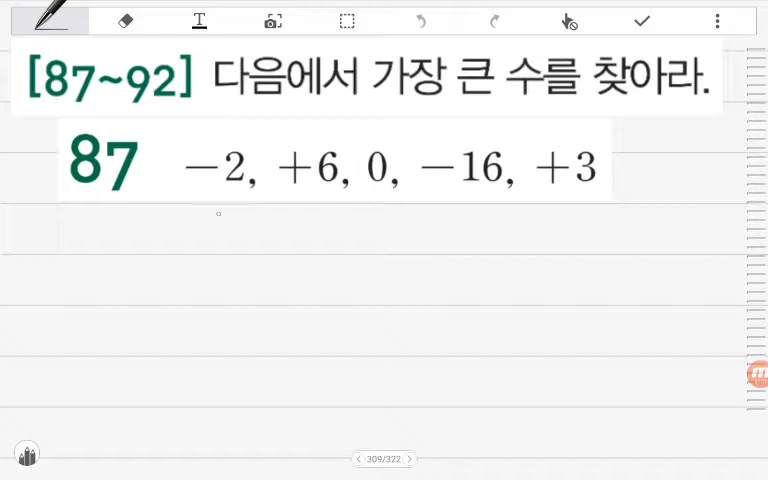 T
[87~92] 다음에서 가장 큰 수를 찾아라.
87 −2, +6, 0, −16, +3
309/322